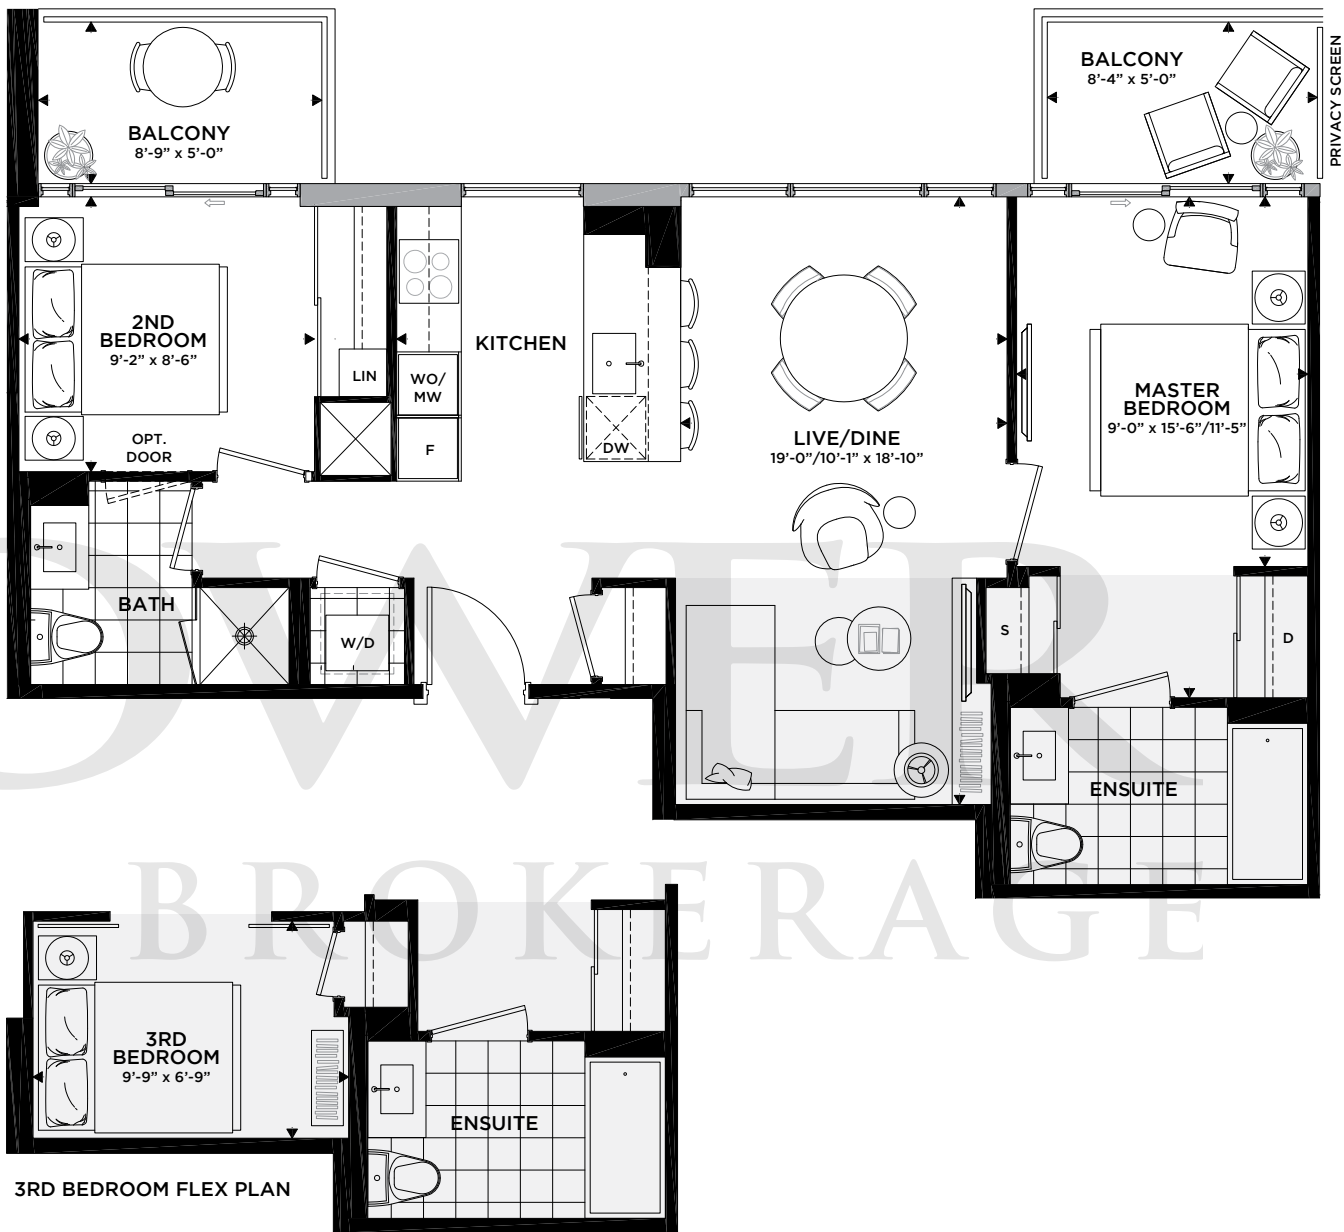 BALCONY
8'-9" x 5'-0"
BALCONY
8'-4" x 5'-0"
PRIVACY SCREEN
2ND
BEDROOM
9'-2" x 8'-6"
LIN
WO/
MW
F
KITCHEN
DW
LIVE/DINE
19'-0"/10'-1" x 18'-10"
MASTER
BEDROOM
9'-0" x 15'-6"/11'-5"
OPT.
DOOR
BATH
W/D
S
D
ENSUITE
OWER
BROKERAGE
3RD
BEDROOM
9'-9" x 6'-9"
ENSUITE
3RD BEDROOM FLEX PLAN